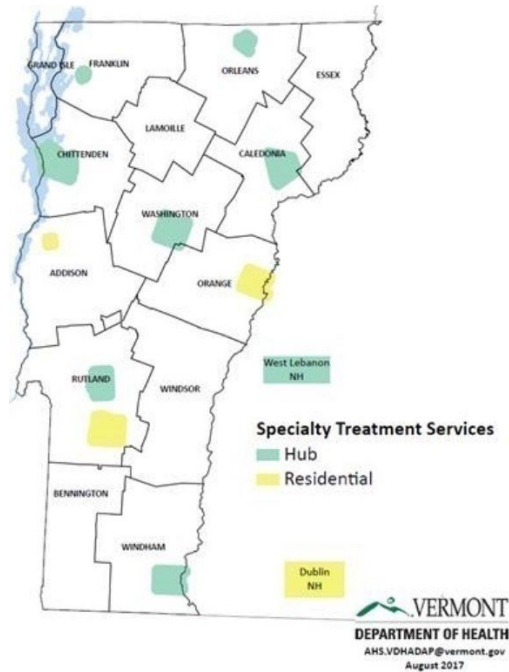 GRAND ISLE
FRANKLIN
ORLEANS
ESSEX
LAMOILLE
CHITTENDEN
CALEDONIA
WASHINGTON
ADDISON
ORANGE
West Lebanon
NH
RUTLAND
WINDSOR
Specialty Treatment Services
Hub
Residential
BENNINGTON
WINDHAM
Dublin
NH
VERMONT
DEPARTMENT OF HEALTH
AHS.VDHADAP@vermont.gov
August 2017